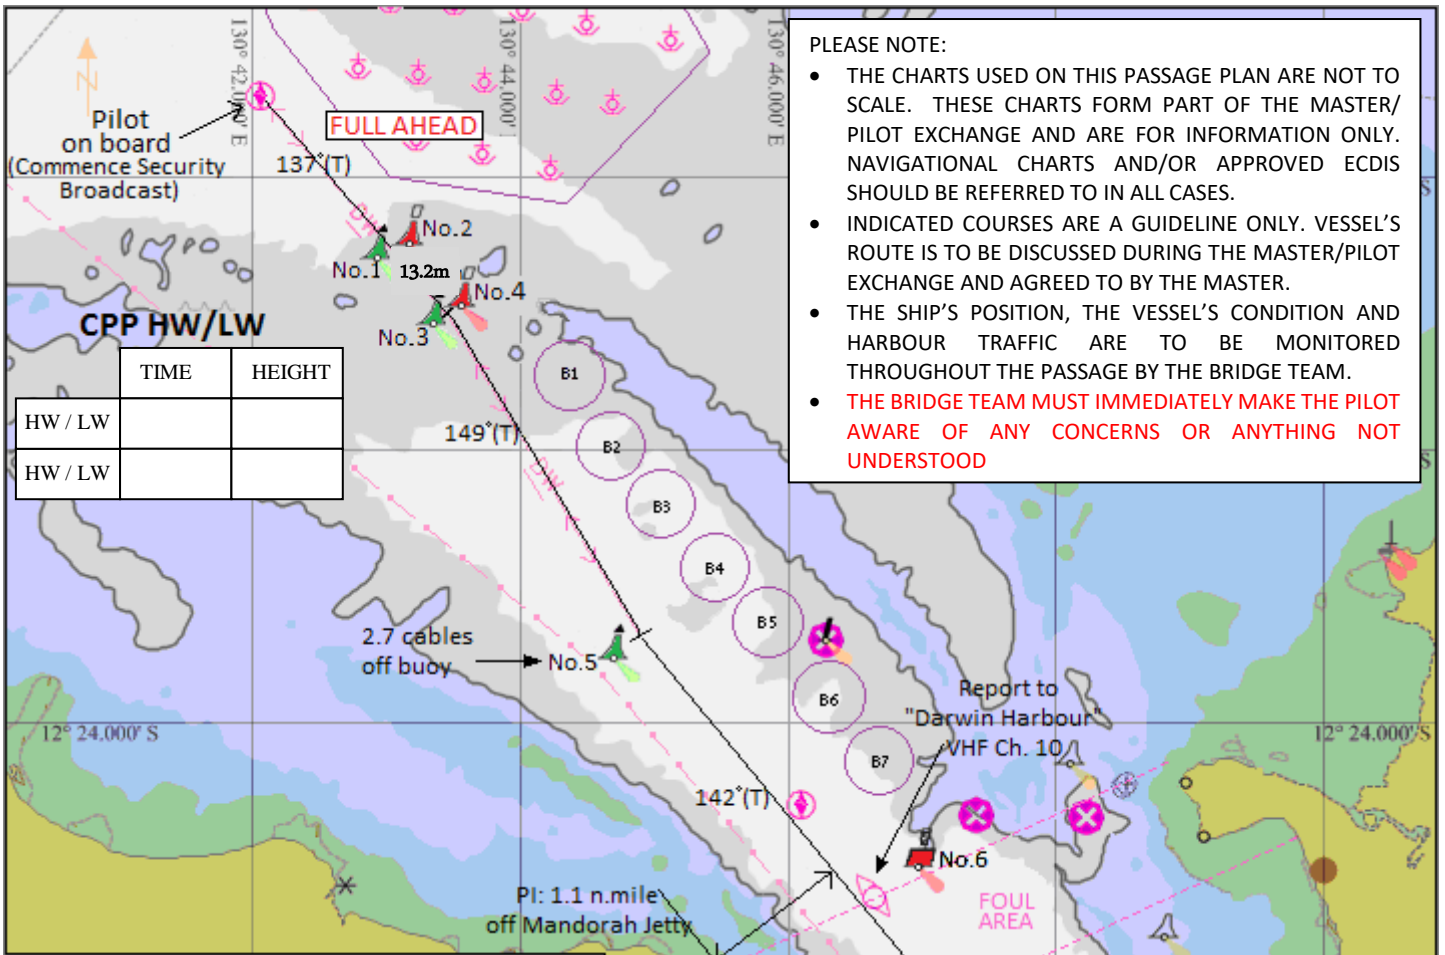 130° 42.000' E
130° 44.000' E
130° 46.000' E
N
Pilot
on board
(Commence Security
Broadcast)
FULL AHEAD
137°(T)
DW
No.2
No.1
13.2m
No.4
No.3
CPP HW/LW
TIME HEIGHT
HW / LW
HW / LW
PLEASE NOTE:
• THE CHARTS USED ON THIS PASSAGE PLAN ARE NOT TO
SCALE. THESE CHARTS FORM PART OF THE MASTER/
PILOT EXCHANGE AND ARE FOR INFORMATION ONLY.
NAVIGATIONAL CHARTS AND/OR APPROVED ECDIS
SHOULD BE REFERRED TO IN ALL CASES.
• INDICATED COURSES ARE A GUIDELINE ONLY. VESSEL'S
ROUTE IS TO BE DISCUSSED DURING THE MASTER/PILOT
EXCHANGE AND AGREED TO BY THE MASTER.
• THE SHIP'S POSITION, THE VESSEL'S CONDITION AND
HARBOUR TRAFFIC ARE TO BE MONITORED
THROUGHOUT THE PASSAGE BY THE BRIDGE TEAM.
• THE BRIDGE TEAM MUST IMMEDIATELY MAKE THE PILOT
AWARE OF ANY CONCERNS OR ANYTHING NOT
UNDERSTOOD
S
S
B1
149°(T)
B2
DW
B3
B4
B5
2.7 cables
off buoy
No.5
B6
Report to
"Darwin Harbour"
VHF Ch. 10
12° 24.000' S
12° 24.000' S
B7
142°(T)
No.6
PI: 1.1 n.mile
off Mandorah Jetty
FOUL
AREA